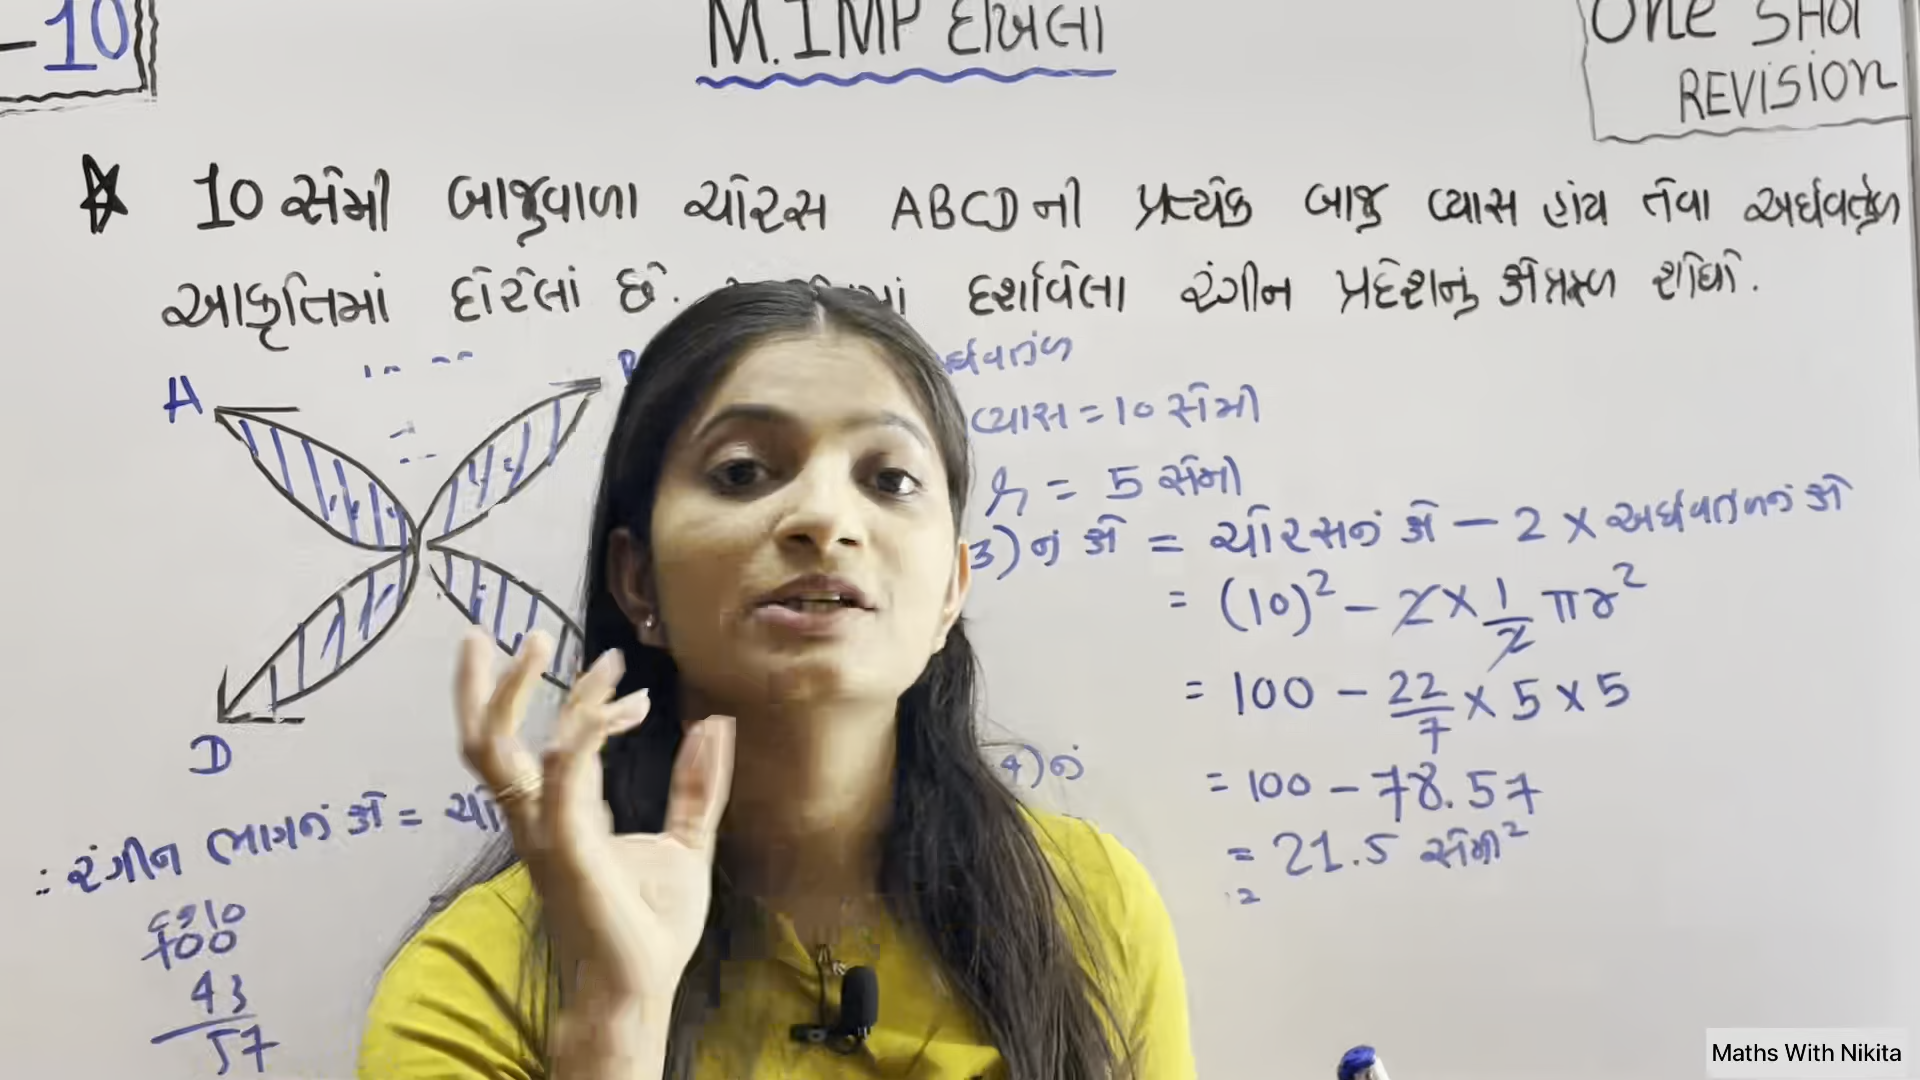 -10
M.IMP દાખલા
One SHOT
REVISION
10 સેમી બાજુવાળા ચોરસ ABCD ની પ્રત્યેક બાજુ વ્યાસ હોય તેવા અર્ધવર્તુળ
આકૃતિમાં દોરેલાં છે. દર્શાવેલા રંગીન પ્રદેશનું ક્ષેત્રફળ શોધો.
A
D
વ્યાસ = 10 સેમી
r = 5 સેમી
3) નું ક્ષે = ચોરસનું ક્ષે - 2 × અર્ધવર્તુળનું ક્ષે
= (10)² - 2 × 1/2 πr²
= 100 - 22/7 × 5 × 5
4) નું
= 100 - 78.57
= 21.5 સેમી²
∴ રંગીન ભાગનું ક્ષે =
100
43
57
Maths With Nikita